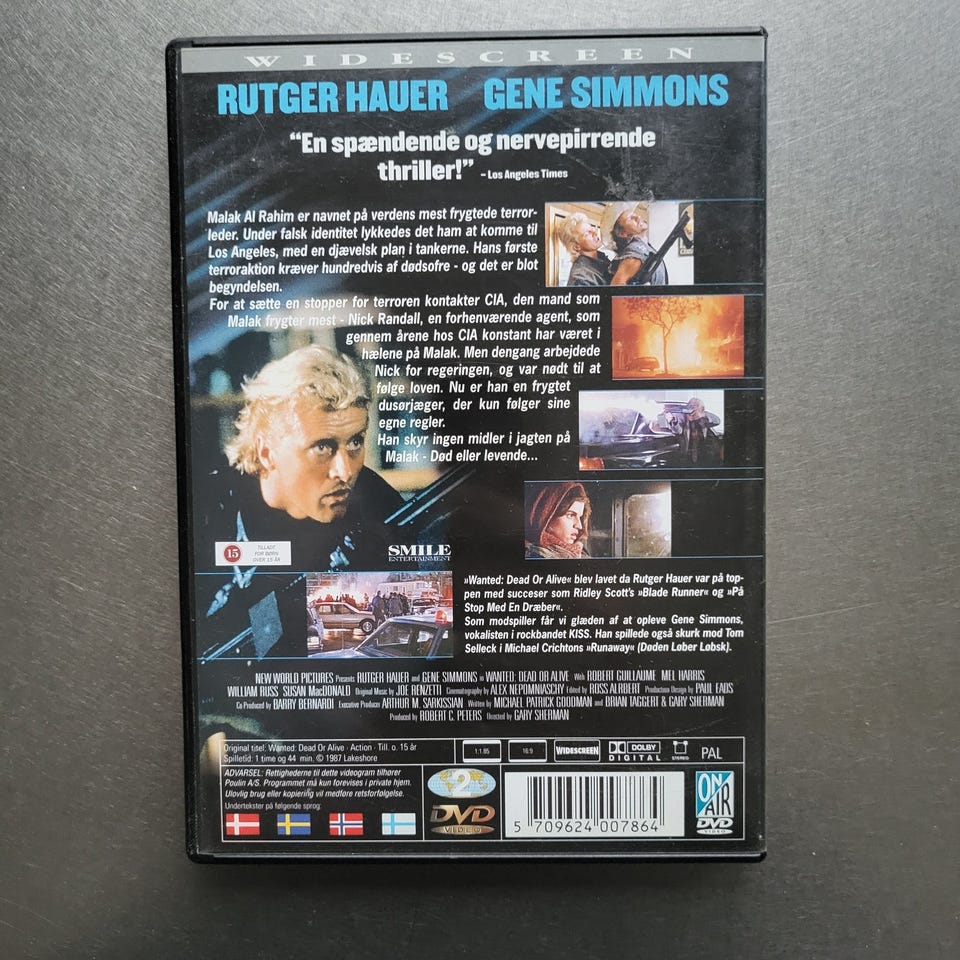 WIDESCREEN
RUTGER HAUER GENE SIMMONS
“En spændende og nervepirrende
thriller!” – Los Angeles Times
Malak Al Rahim er navnet på verdens mest frygtede terror-
leder. Under falsk identitet lykkedes det ham at komme til
Los Angeles, med en djævelsk plan i tankerne. Hans første
terroraktion kræver hundredvis af dødsofre - og det er blot
begyndelsen.
For at sætte en stopper for terroren kontakter CIA, den mand som
Malak frygter mest - Nick Randall, en forhenværende agent, som
gennem årene hos CIA konstant har været i
hælene på Malak. Men dengang arbejdede
Nick for regeringen, og var nødt til at
følge loven. Nu er han en frygtet
dusørjæger, der kun følger sine
egne regler.
Han skyr ingen midler i jagten på
Malak - Død eller levende...
15 TILLADT
FOR BØRN
OVER 15 ÅR
SMILE
ENTERTAINMENT
»Wanted: Dead Or Alive« blev lavet da Rutger Hauer var på top-
pen med succeser som Ridley Scott's »Blade Runner« og »På
Stop Med En Dræber«.
Som modspiller får vi glæden af at opleve Gene Simmons,
vokalisten i rockbandet KISS. Han spillede også skurk mod Tom
Selleck i Michael Crichtons »Runaway« (Døden Løber Løbsk).
NEW WORLD PICTURES Presents RUTGER HAUER and GENE SIMMONS in WANTED: DEAD OR ALIVE With ROBERT GUILLAUME MEL HARRIS
WILLIAM RUSS SUSAN MacDONALD Original Music by JOE RENZETTI Cinematography by ALEX NEPOMNIASCHY Edited by ROSS ALRBERT Production Design by PAUL EADS
Co Produced by BARRY BERNARDI Executive Producer ARTHUR M. SARKISSIAN Written by MICHAEL PATRICK GOODMAN and BRIAN TAGGERT & GARY SHERMAN
Produced by ROBERT C. PETERS Directed by GARY SHERMAN
Original titel: Wanted: Dead Or Alive · Action · Till. o. 15 år
Spilletid: 1 time og 44 min. © 1987 Lakeshore
1:1.85 16:9 WIDESCREEN DOLBY DIGITAL STEREO PAL
ADVARSEL: Rettighederne til dette videogram tilhører
Poulin A/S. Programmet må kun forevises i private hjem.
Ulovlig brug eller kopiering vil medføre retsforfølgelse.
Undertekster på følgende sprog:
2
DVD
VIDEO
5 709624 007864
ON
AIR
DVD
VIDEO